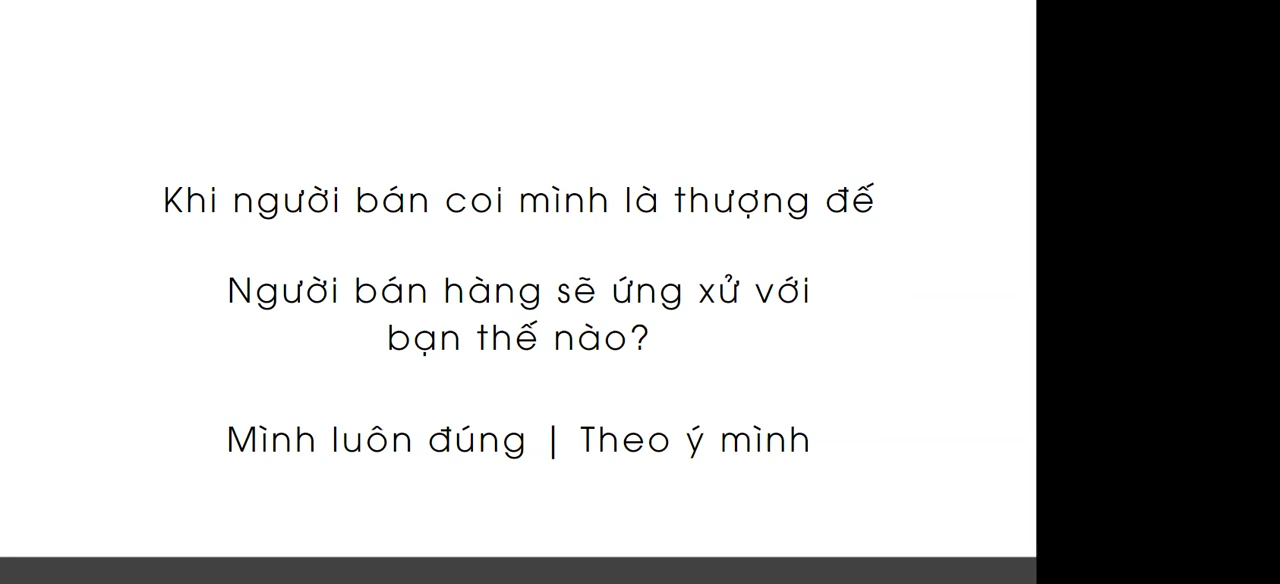 Khi người bán coi mình là thượng đế
Người bán hàng sẽ ứng xử với
bạn thế nào?
Mình luôn đúng | Theo ý mình